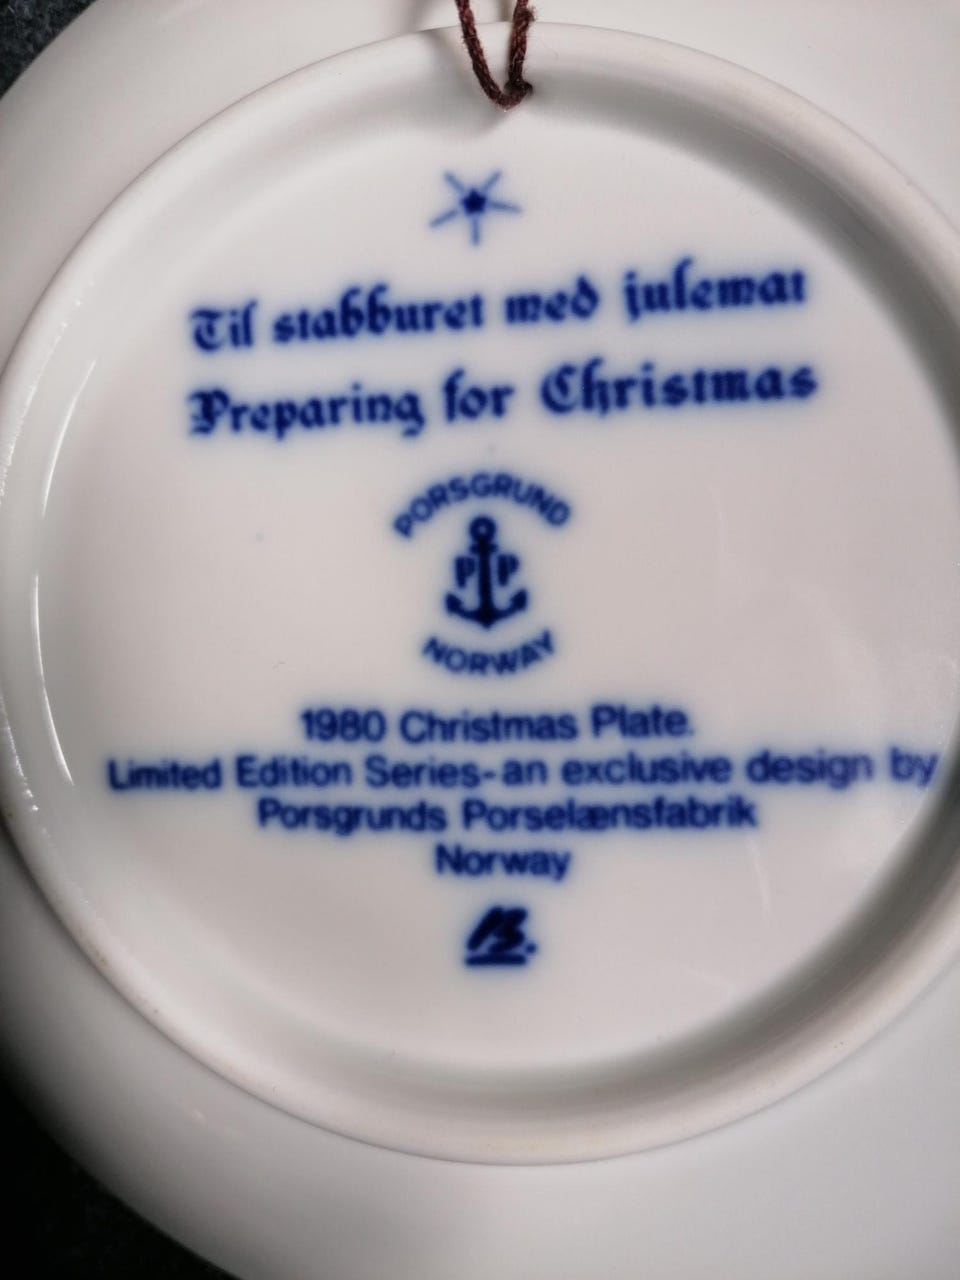 Til stabburet med julemat
Preparing for Christmas
PORSGRUND
P P
NORWAY
1980 Christmas Plate.
Limited Edition Series-an exclusive design by
Porsgrunds Porselænsfabrik
Norway